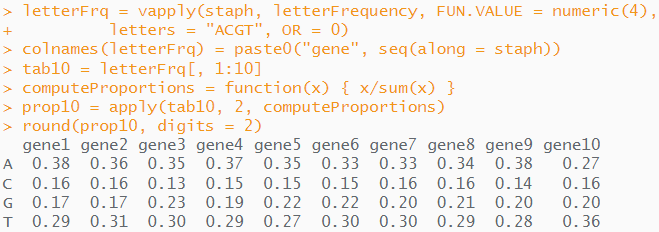 > letterFrq = vapply(staph, letterFrequency, FUN.VALUE = numeric(4),
+         letters = "ACGT", OR = 0)
> colnames(letterFrq) = paste0("gene", seq(along = staph))
> tab10 = letterFrq[, 1:10]
> computeProportions = function(x) { x/sum(x) }
> prop10 = apply(tab10, 2, computeProportions)
> round(prop10, digits = 2)
  gene1 gene2 gene3 gene4 gene5 gene6 gene7 gene8 gene9 gene10
A  0.38  0.36  0.35  0.37  0.35  0.33  0.33  0.34  0.38   0.27
C  0.16  0.16  0.13  0.15  0.15  0.15  0.16  0.16  0.14   0.16
G  0.17  0.17  0.23  0.19  0.22  0.22  0.20  0.21  0.20   0.20
T  0.29  0.31  0.30  0.29  0.27  0.30  0.30  0.29  0.28   0.36